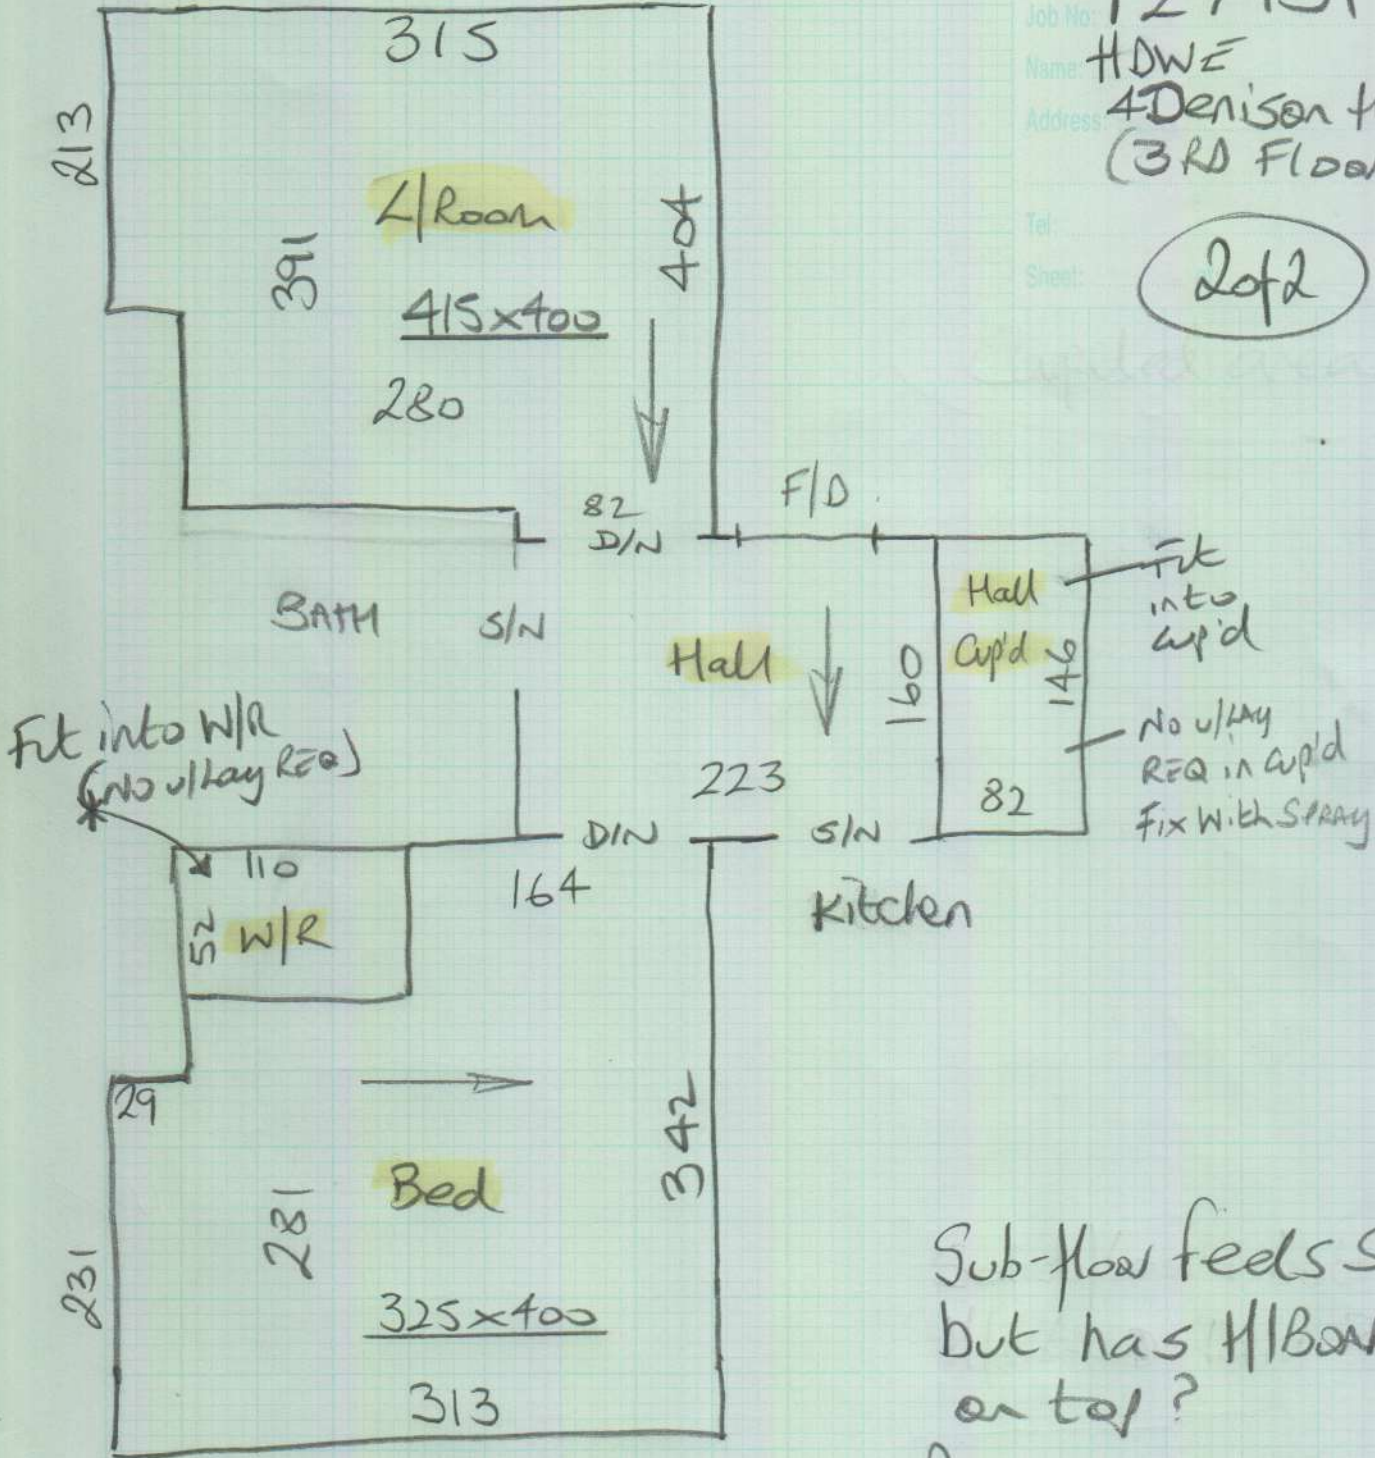 Job No:
Name: HDWE
Address: 4 Denison
(3RD Floor
Tel:
Sheet: 2 of 2
315
213
L/Room
391
404
415x400
280
82
D/N
F/D
BATH
S/N
Hall
160
Hall
Cup'd
146
82
Fit
into
Cup'd
No u/LAY
REQ in Cup'd
Fix With SPRAY
Fit into W/R
(No u/Lay REQ)
*
223
D/N
S/N
164
Kitchen
110
52
W/R
29
Bed
281
342
231
325x400
313
Sub-floor feels
but has H/BOA
on top?